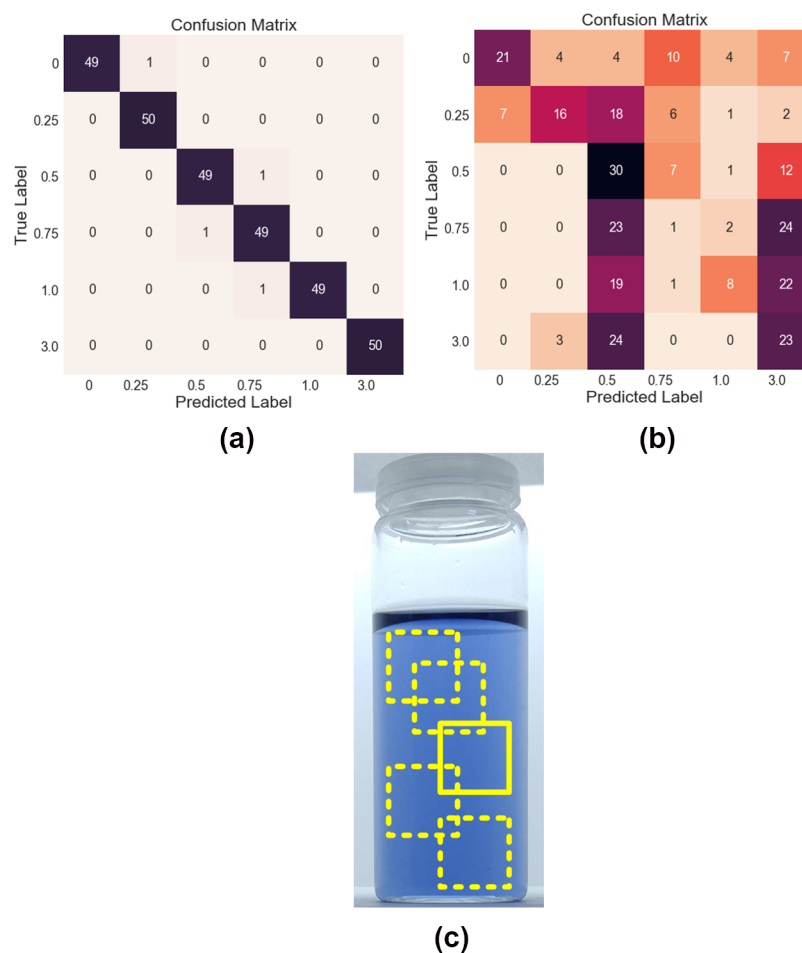 Confusion Matrix
True Label
0 49 1 0 0 0 0
0.25 0 50 0 0 0 0
0.5 0 0 49 1 0 0
0.75 0 0 1 49 0 0
1.0 0 0 0 1 49 0
3.0 0 0 0 0 0 50
0 0.25 0.5 0.75 1.0 3.0
Predicted Label
(a)
Confusion Matrix
True Label
0 21 4 4 10 4 7
0.25 7 16 18 6 1 2
0.5 0 0 30 7 1 12
0.75 0 0 23 1 2 24
1.0 0 0 19 1 8 22
3.0 0 3 24 0 0 23
0 0.25 0.5 0.75 1.0 3.0
Predicted Label
(b)
(c)